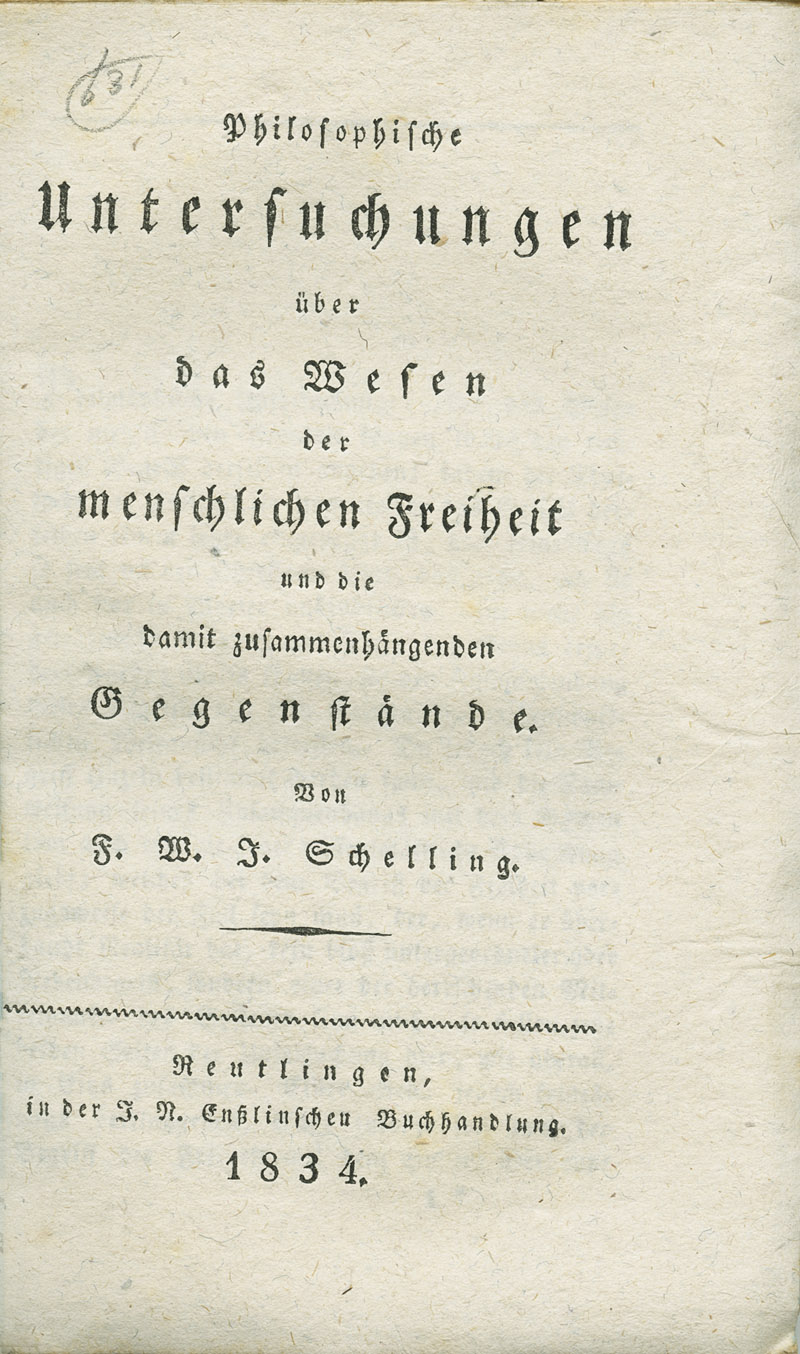 631
Philosophische
Untersuchungen
über
das Wesen
der
menschlichen Freiheit
und die
damit zusammenhängenden
Gegenstände.
Von
F. W. J. Schelling.
Reutlingen,
in der J. N. Enßlinschen Buchhandlung.
1834.